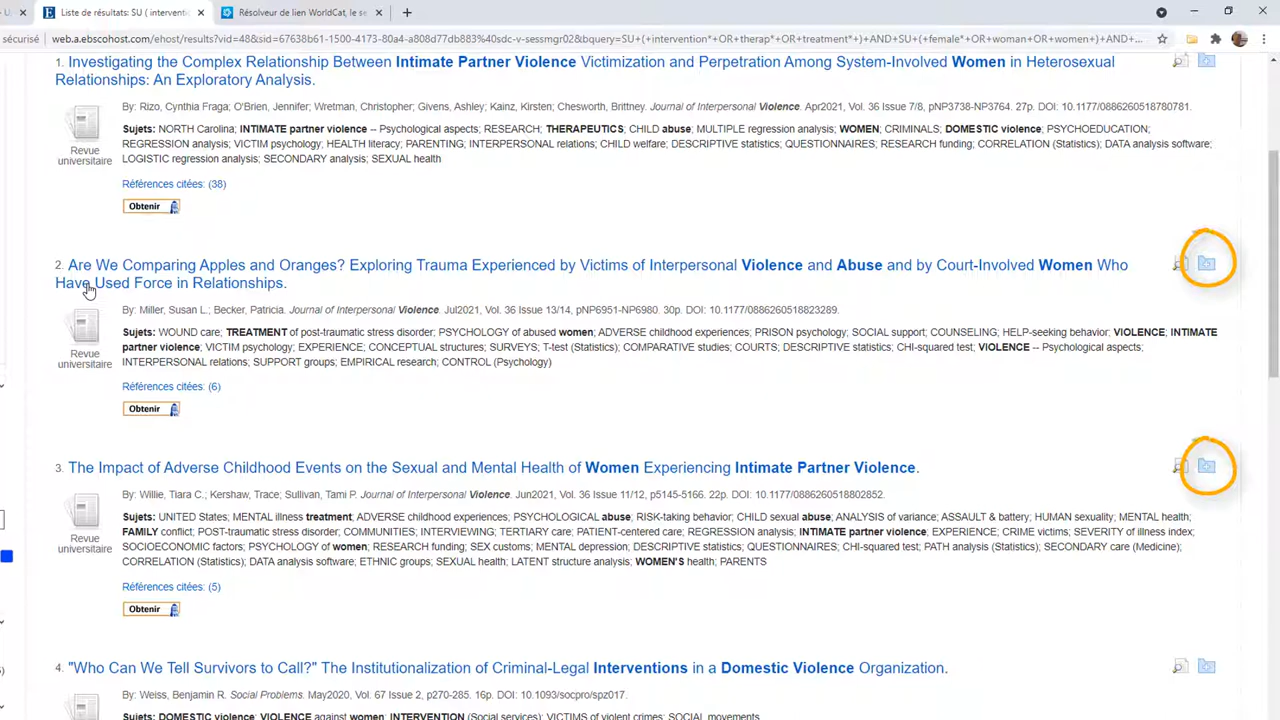 Liste de résultats: SU ( interventi
Résolveur de lien WorldCat, le se
sécurisé
web.a.ebscohost.com/ehost/results?vid=48&sid=67638b61-1500-4173-80a4-a808d77db883%40sdc-v-sessmgr02&bquery=SU+(+intervention*+OR+therap*+OR+treatment*+)+AND+SU+(+female*+OR+woman+OR+women+)+AND+...
1. Investigating the Complex Relationship Between Intimate Partner Violence Victimization and Perpetration Among System-Involved Women in Heterosexual
Relationships: An Exploratory Analysis.
By: Rizo, Cynthia Fraga; O'Brien, Jennifer; Wretman, Christopher; Givens, Ashley; Kainz, Kirsten; Chesworth, Brittney. Journal of Interpersonal Violence. Apr2021, Vol. 36 Issue 7/8, pNP3738-NP3764. 27p. DOI: 10.1177/0886260518780781.
Sujets: NORTH Carolina; INTIMATE partner violence -- Psychological aspects; RESEARCH; THERAPEUTICS; CHILD abuse; MULTIPLE regression analysis; WOMEN; CRIMINALS; DOMESTIC violence; PSYCHOEDUCATION;
REGRESSION analysis; VICTIM psychology; HEALTH literacy; PARENTING; INTERPERSONAL relations; CHILD welfare; DESCRIPTIVE statistics; QUESTIONNAIRES; RESEARCH funding; CORRELATION (Statistics); DATA analysis software;
LOGISTIC regression analysis; SECONDARY analysis; SEXUAL health
Revue
universitaire
Références citées: (38)
Obtenir
2. Are We Comparing Apples and Oranges? Exploring Trauma Experienced by Victims of Interpersonal Violence and Abuse and by Court-Involved Women Who
Have Used Force in Relationships.
By: Miller, Susan L.; Becker, Patricia. Journal of Interpersonal Violence. Jul2021, Vol. 36 Issue 13/14, pNP6951-NP6980. 30p. DOI: 10.1177/0886260518823289.
Sujets: WOUND care; TREATMENT of post-traumatic stress disorder; PSYCHOLOGY of abused women; ADVERSE childhood experiences; PRISON psychology; SOCIAL support; COUNSELING; HELP-seeking behavior; VIOLENCE; INTIMATE
partner violence; VICTIM psychology; EXPERIENCE; CONCEPTUAL structures; SURVEYS; T-test (Statistics); COMPARATIVE studies; COURTS; DESCRIPTIVE statistics; CHI-squared test; VIOLENCE -- Psychological aspects;
INTERPERSONAL relations; SUPPORT groups; EMPIRICAL research; CONTROL (Psychology)
Revue
universitaire
Références citées: (6)
Obtenir
3. The Impact of Adverse Childhood Events on the Sexual and Mental Health of Women Experiencing Intimate Partner Violence.
By: Willie, Tiara C.; Kershaw, Trace; Sullivan, Tami P. Journal of Interpersonal Violence. Jun2021, Vol. 36 Issue 11/12, p5145-5166. 22p. DOI: 10.1177/0886260518802852.
Sujets: UNITED States; MENTAL illness treatment; ADVERSE childhood experiences; PSYCHOLOGICAL abuse; RISK-taking behavior; CHILD sexual abuse; ANALYSIS of variance; ASSAULT & battery; HUMAN sexuality; MENTAL health;
FAMILY conflict; POST-traumatic stress disorder; COMMUNITIES; INTERVIEWING; TERTIARY care; PATIENT-centered care; REGRESSION analysis; INTIMATE partner violence; EXPERIENCE; CRIME victims; SEVERITY of illness index;
SOCIOECONOMIC factors; PSYCHOLOGY of women; RESEARCH funding; SEX customs; MENTAL depression; DESCRIPTIVE statistics; QUESTIONNAIRES; CHI-squared test; PATH analysis (Statistics); SECONDARY care (Medicine);
CORRELATION (Statistics); DATA analysis software; ETHNIC groups; SEXUAL health; LATENT structure analysis; WOMEN'S health; PARENTS
Revue
universitaire
Références citées: (5)
Obtenir
4. "Who Can We Tell Survivors to Call?" The Institutionalization of Criminal-Legal Interventions in a Domestic Violence Organization.
By: Weiss, Benjamin R. Social Problems. May2020, Vol. 67 Issue 2, p270-285. 16p. DOI: 10.1093/socpro/spz017.
Sujets: DOMESTIC violence; VIOLENCE against women; INTERVENTION (Social services); VICTIMS of violent crimes; SOCIAL movements